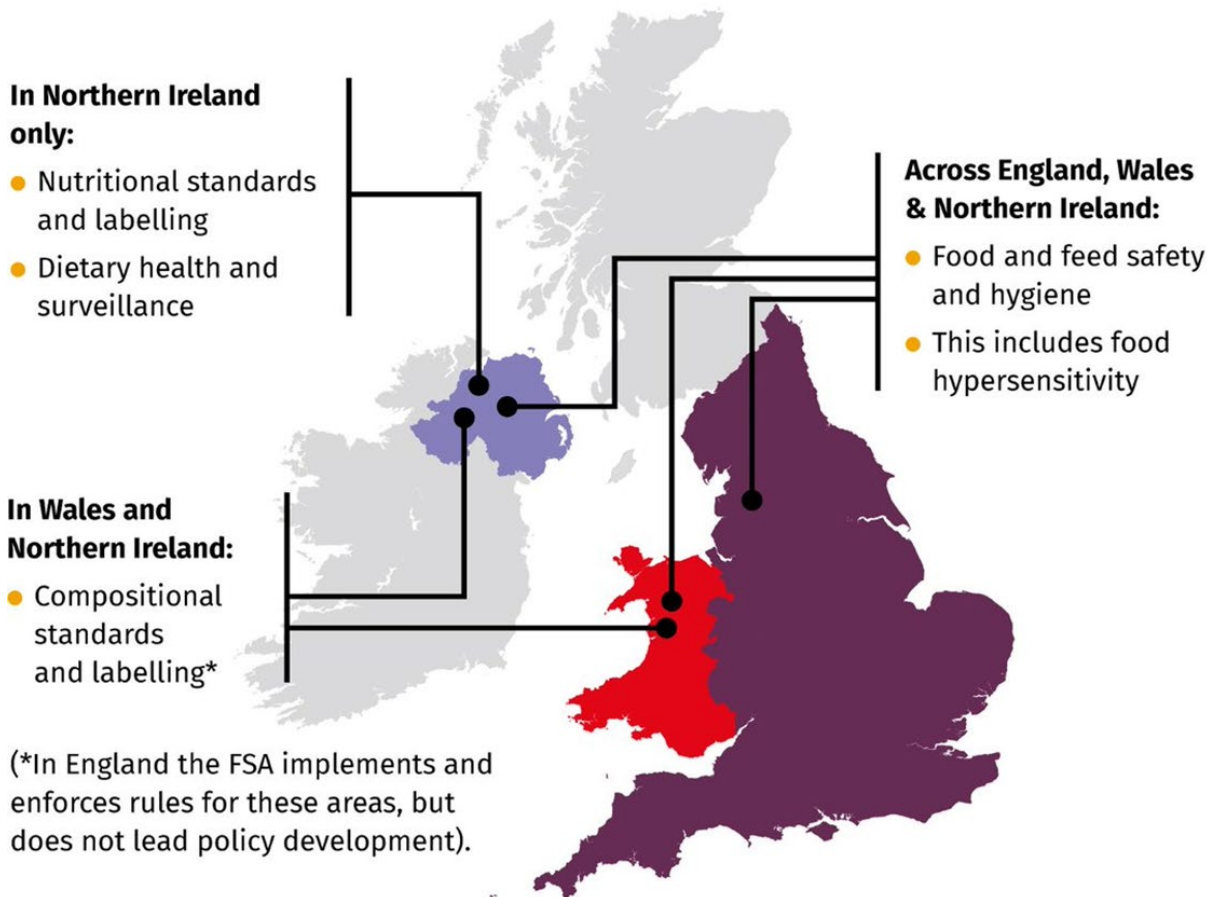 In Northern Ireland
only:
Nutritional standards
and labelling
Dietary health and
surveillance
Across England, Wales
& Northern Ireland:
Food and feed safety
and hygiene
This includes food
hypersensitivity
In Wales and
Northern Ireland:
Compositional
standards
and labelling*
(*In England the FSA implements and
enforces rules for these areas, but
does not lead policy development).